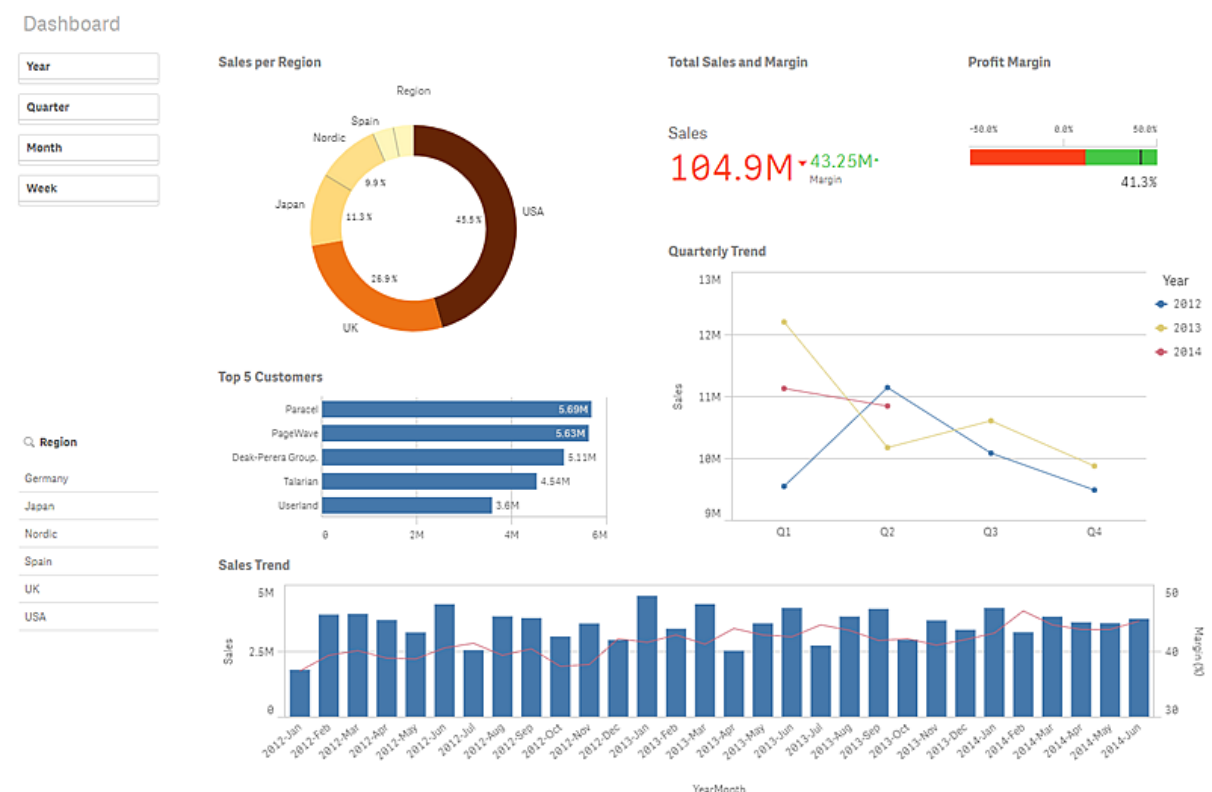 Dashboard
Year
Quarter
Month
Week
Region
Germany
Japan
Nordic
Spain
UK
USA
Sales per Region
Region
Spain
Nordic
Japan
UK
USA
9.9%
11.3%
26.9%
45.5%
Top 5 Customers
Paracel 5.69M
PageWave 5.63M
Deak-Perera Group. 5.11M
Talarian 4.54M
Userland 3.6M
0 2M 4M 6M
Total Sales and Margin
Sales
104.9M 43.25M
Margin
Profit Margin
-50.0% 0.0% 50.0%
41.3%
Quarterly Trend
13M
12M
11M
10M
9M
Sales
Q1 Q2 Q3 Q4
Year
2012
2013
2014
Sales Trend
5M
2.5M
0
Sales
50
40
30
Margin (%)
2012-Jan 2012-Feb 2012-Mar 2012-Apr 2012-May 2012-Jun 2012-Jul 2012-Aug 2012-Sep 2012-Oct 2012-Nov 2012-Dec 2013-Jan 2013-Feb 2013-Mar 2013-Apr 2013-May 2013-Jun 2013-Jul 2013-Aug 2013-Sep 2013-Oct 2013-Nov 2013-Dec 2014-Jan 2014-Feb 2014-Mar 2014-Apr 2014-May 2014-Jun
YearMonth